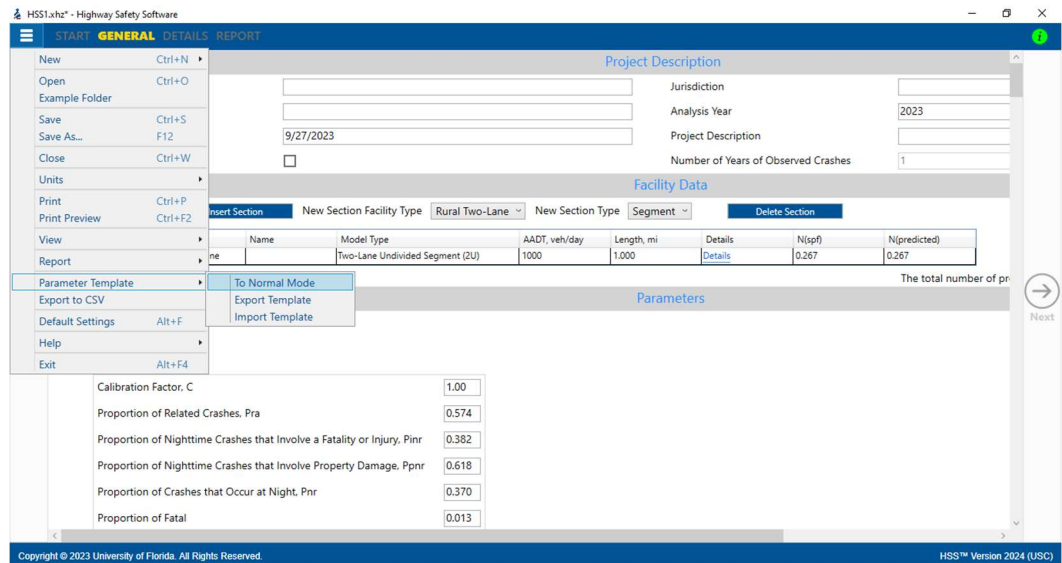 HSS1.xhz* - Highway Safety Software
START GENERAL DETAILS REPORT
New Ctrl+N
Open Ctrl+O
Example Folder
Save Ctrl+S
Save As... F12
Close Ctrl+W
Units
Print Ctrl+P
Print Preview Ctrl+F2
View
Report
Parameter Template
Export to CSV
Default Settings Alt+F
Help
Exit Alt+F4
To Normal Mode
Export Template
Import Template
Project Description
Jurisdiction
Analysis Year 2023
9/27/2023 Project Description
Number of Years of Observed Crashes 1
Facility Data
Insert Section New Section Facility Type Rural Two-Lane New Section Type Segment Delete Section
Name Model Type AADT, veh/day Length, mi Details N(spf) N(predicted)
ne Two-Lane Undivided Segment (2U) 1000 1.000 Details 0.267 0.267
The total number of pr
Parameters
Next
Calibration Factor, C 1.00
Proportion of Related Crashes, Pra 0.574
Proportion of Nighttime Crashes that Involve a Fatality or Injury, Pinr 0.382
Proportion of Nighttime Crashes that Involve Property Damage, Ppnr 0.618
Proportion of Crashes that Occur at Night, Pnr 0.370
Proportion of Fatal 0.013
Copyright © 2023 University of Florida. All Rights Reserved. HSS™ Version 2024 (USC)